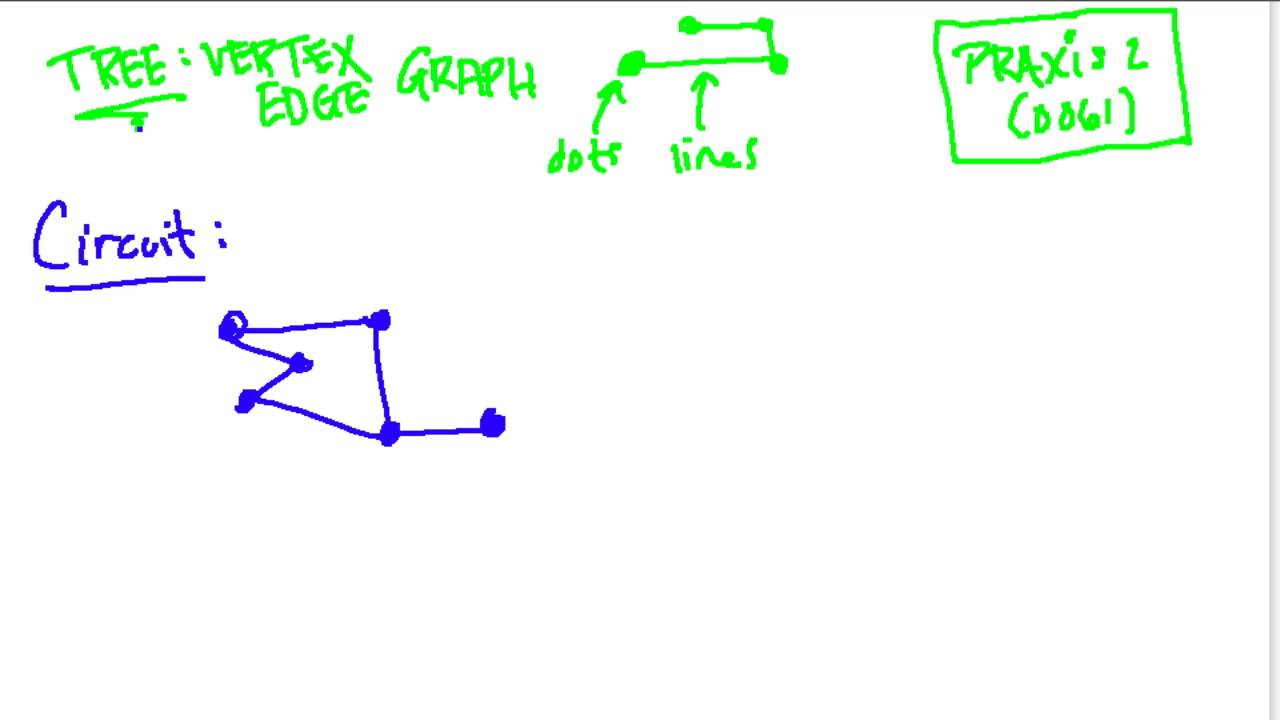 TREE: VERTEX
EDGE GRAPH
dots lines
PRAXIS 2
(0061)
Circuit: